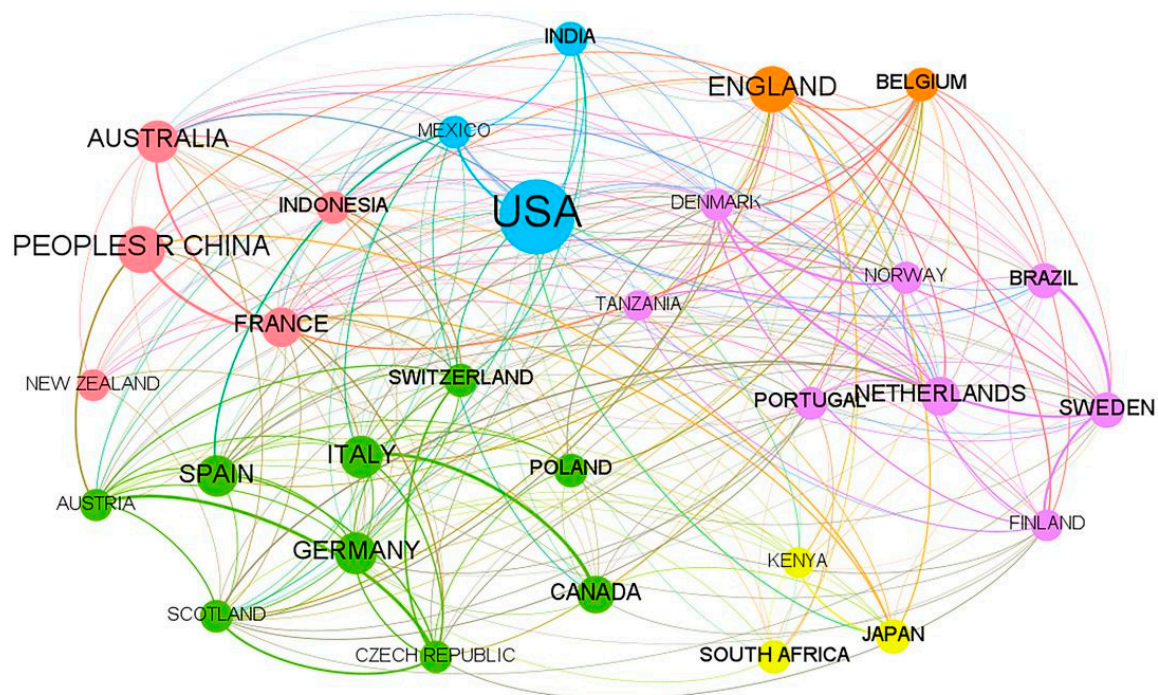 INDIA
ENGLAND
BELGIUM
AUSTRALIA
MEXICO
INDONESIA
USA
DENMARK
PEOPLES R CHINA
NORWAY
BRAZIL
TANZANIA
FRANCE
NEW ZEALAND
SWITZERLAND
PORTUGAL
NETHERLANDS
SWEDEN
ITALY
SPAIN
POLAND
AUSTRIA
FINLAND
GERMANY
KENYA
CANADA
SCOTLAND
JAPAN
CZECH REPUBLIC
SOUTH AFRICA